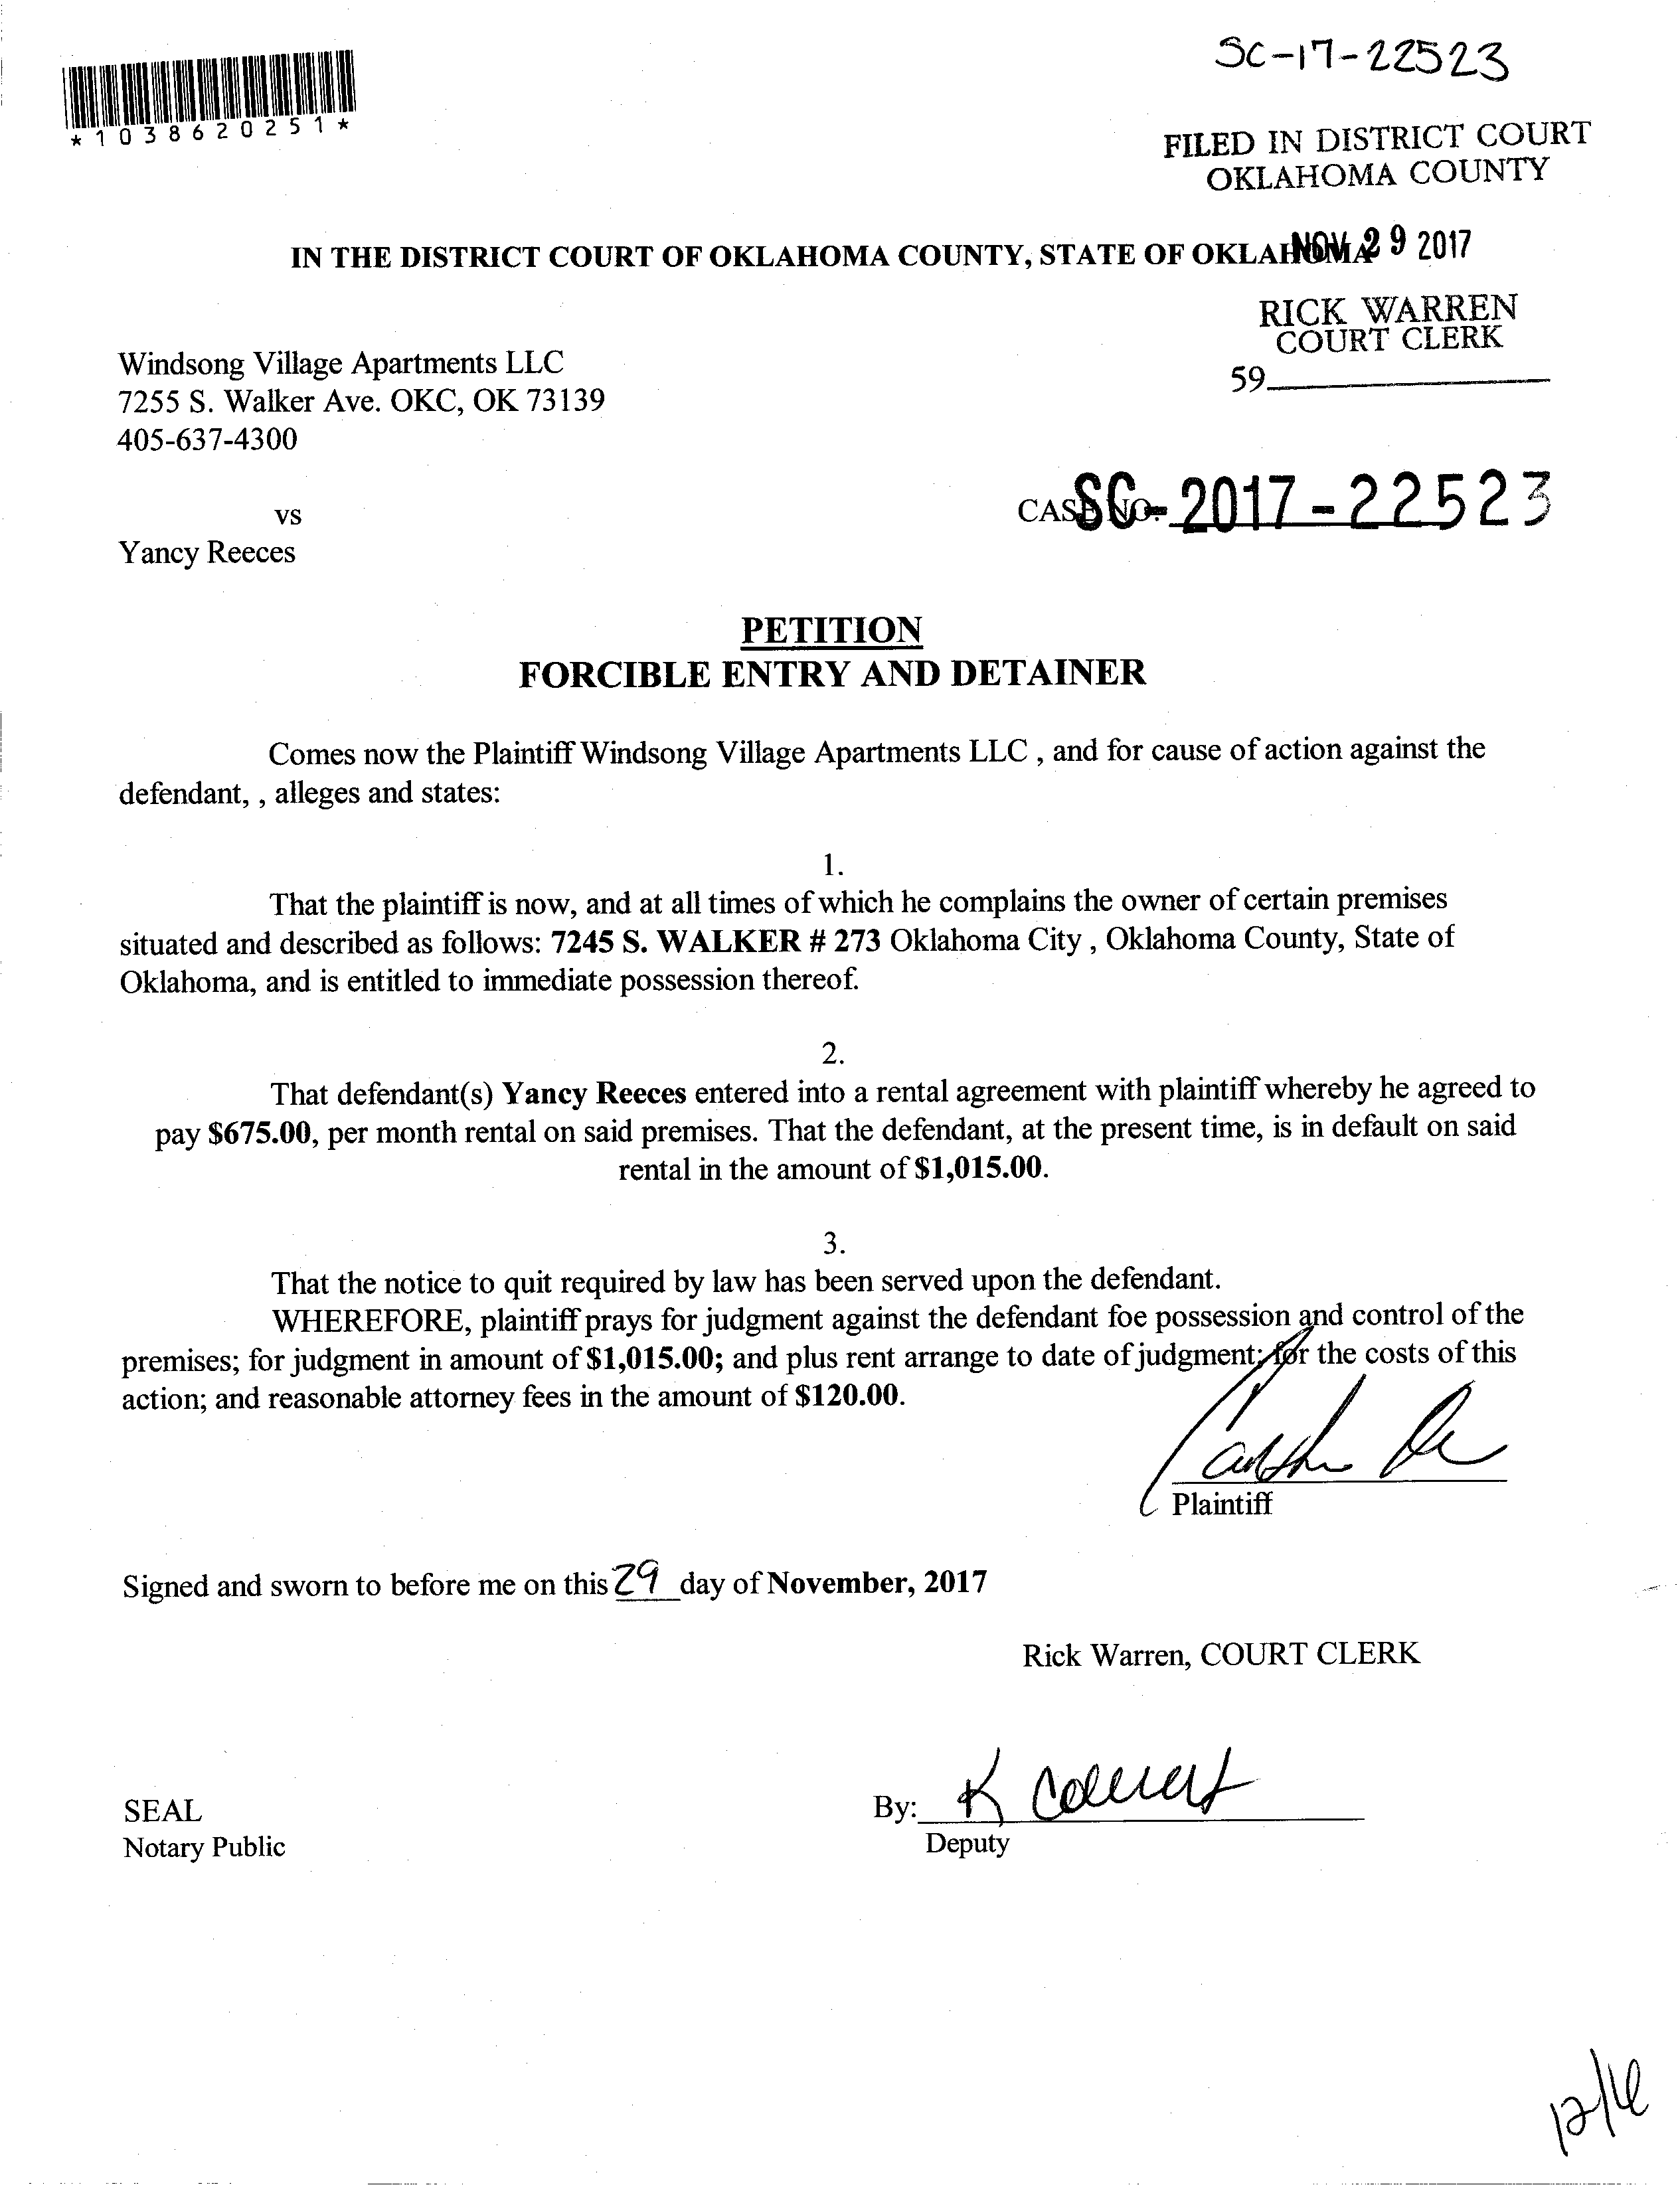 SC-17-22523
*1038620251*
FILED IN DISTRICT COURT
OKLAHOMA COUNTY
IN THE DISTRICT COURT OF OKLAHOMA COUNTY, STATE OF OKLAHOMA
NOV 29 2017
RICK WARREN
COURT CLERK
59
Windsong Village Apartments LLC
7255 S. Walker Ave. OKC, OK 73139
405-637-4300
vs
CASE NO. SC-2017-22523
Yancy Reeces
PETITION
FORCIBLE ENTRY AND DETAINER
Comes now the Plaintiff Windsong Village Apartments LLC , and for cause of action against the
defendant, , alleges and states:
1.
That the plaintiff is now, and at all times of which he complains the owner of certain premises
situated and described as follows: 7245 S. WALKER # 273 Oklahoma City , Oklahoma County, State of
Oklahoma, and is entitled to immediate possession thereof.
2.
That defendant(s) Yancy Reeces entered into a rental agreement with plaintiff whereby he agreed to
pay $675.00, per month rental on said premises. That the defendant, at the present time, is in default on said
rental in the amount of $1,015.00.
3.
That the notice to quit required by law has been served upon the defendant.
WHEREFORE, plaintiff prays for judgment against the defendant foe possession and control of the
premises; for judgment in amount of $1,015.00; and plus rent arrange to date of judgment; for the costs of this
action; and reasonable attorney fees in the amount of $120.00.
Plaintiff
Signed and sworn to before me on this 29 day of November, 2017
Rick Warren, COURT CLERK
SEAL
By: K
Notary Public
Deputy